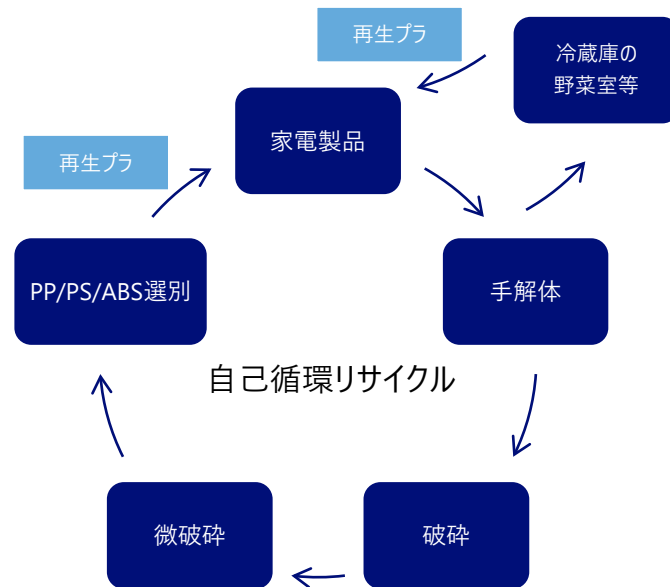 再生プラ
冷蔵庫の
野菜室等
家電製品
再生プラ
PP/PS/ABS選別
手解体
自己循環リサイクル
微破砕
破砕